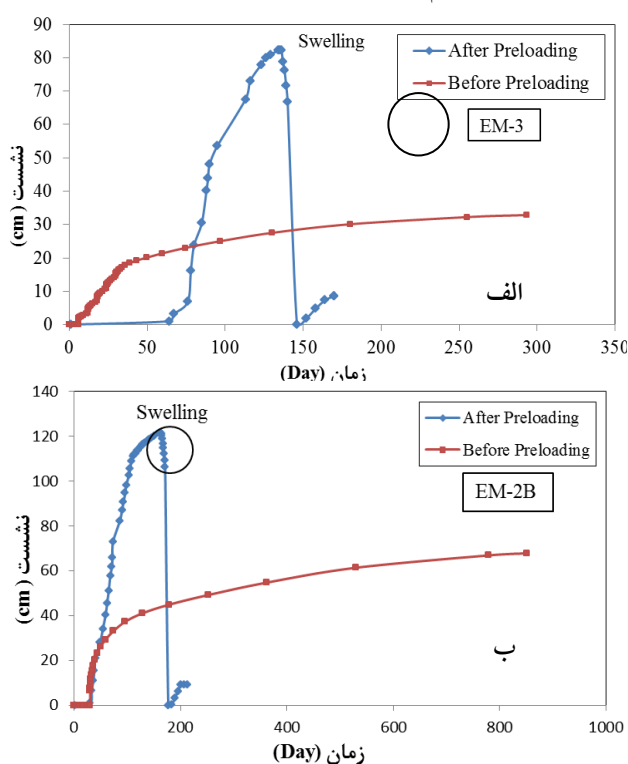 90
80
70
60
50
40
30
20
10
0
نشست (cm)
Swelling
After Preloading
Before Preloading
EM-3
الف
0 50 100 150 200 250 300 350
زمان (Day)
140
120
100
80
60
40
20
0
نشست (cm)
Swelling
After Preloading
Before Preloading
EM-2B
ب
0 200 400 600 800 1000
زمان (Day)